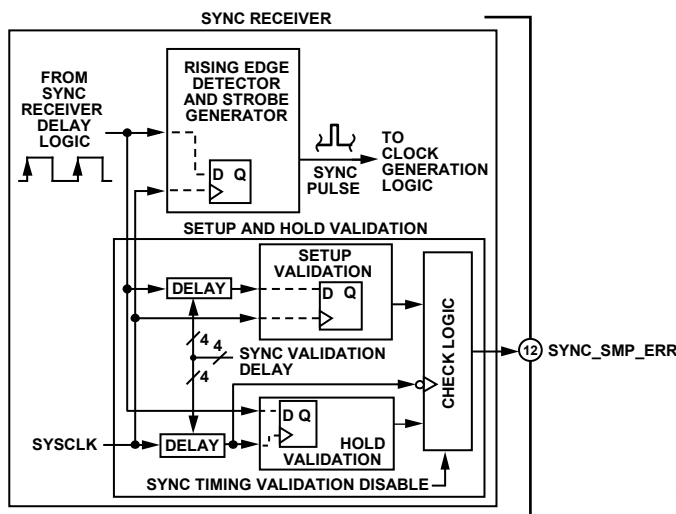 SYNC RECEIVER
FROM
SYNC
RECEIVER
DELAY
LOGIC
RISING EDGE
DETECTOR
AND STROBE
GENERATOR
D Q
SYNC
PULSE
TO
CLOCK
GENERATION
LOGIC
SETUP AND HOLD VALIDATION
SETUP
VALIDATION
DELAY
D Q
4
4
4
SYNC VALIDATION
DELAY
CHECK LOGIC
12 SYNC_SMP_ERR
D Q
SYSCLK
DELAY
HOLD
VALIDATION
SYNC TIMING VALIDATION DISABLE